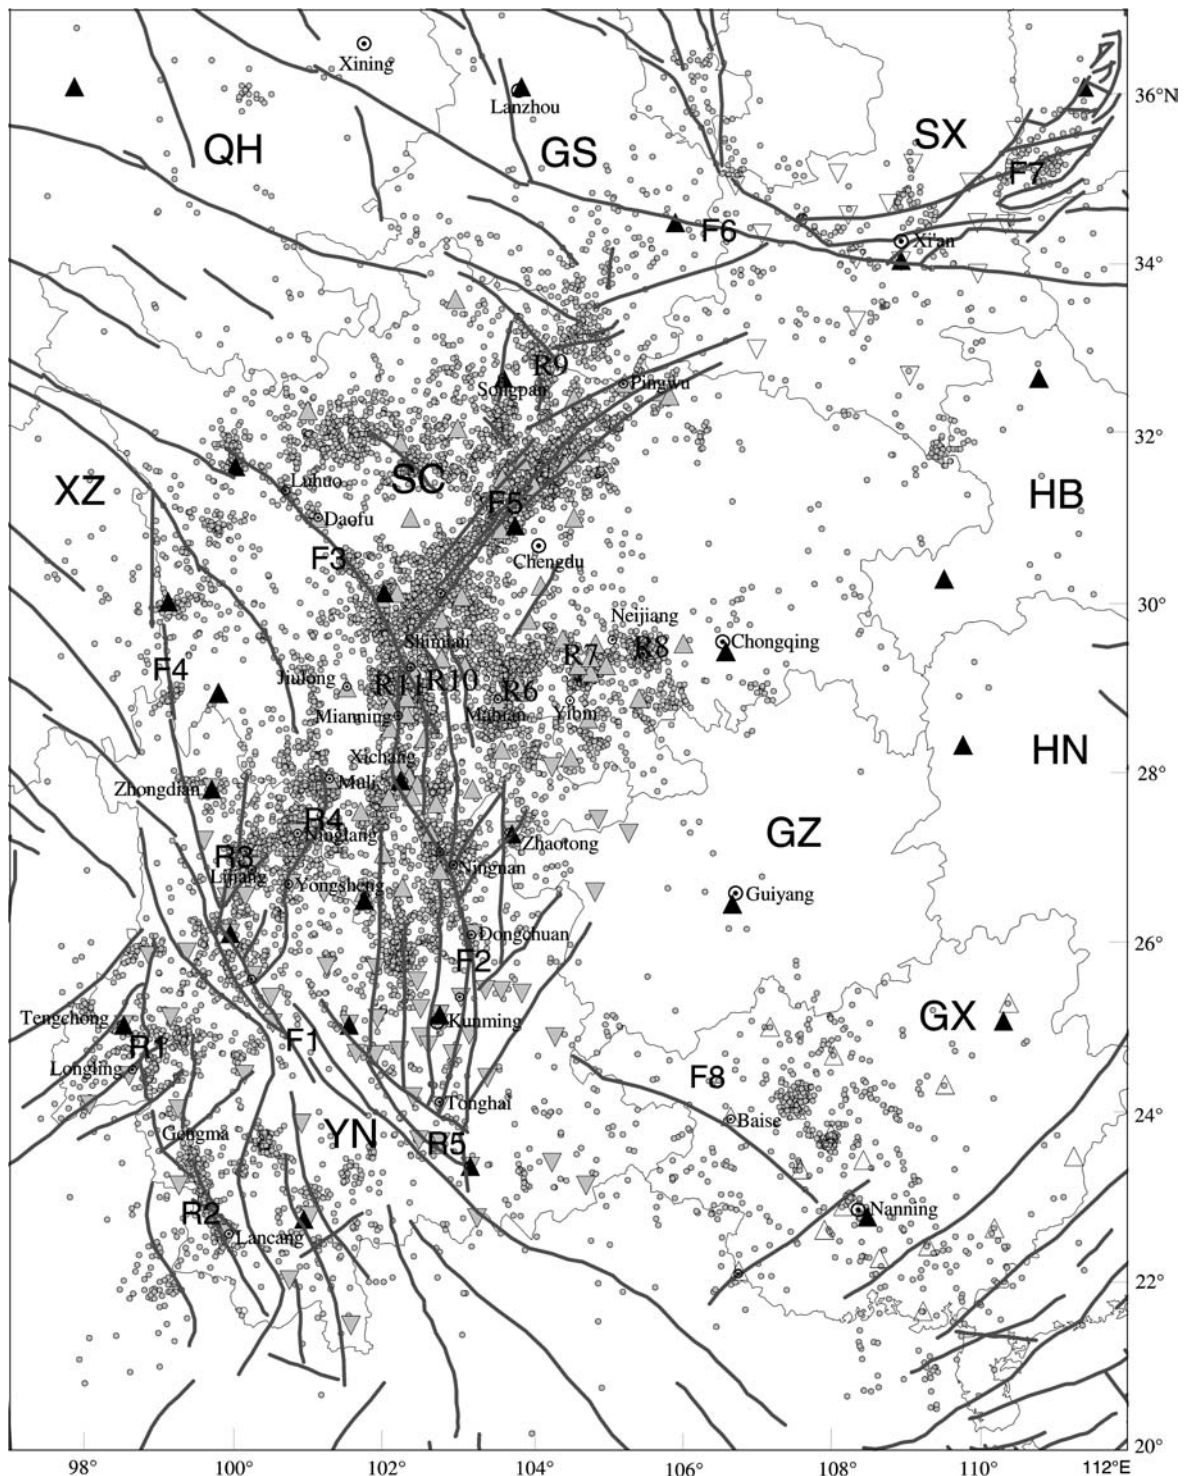 Xining
36°N
Lanzhou
QH
GS
SX
F7
F6
Xi'an
34°
R9
Songpan
Pingwu
32°
XZ
SC
HB
Luhuo
F5
Daofu
F3
Chengdu
30°
Neijiang
Shimian
R7
R8
Chongqing
F4
Jiulong
R11
R10
R6
Mianning
Mabian
Yibin
HN
Xichang
28°
Zhongdian
Muli
R4
Ninglang
Zhaotong
GZ
R3
Lijiang
Ningnan
Yongsheng
Guiyang
Dongchuan
26°
F2
Tengchong
Kunming
GX
R1
F1
Longling
F8
Tonghai
Baise
24°
Gengma
YN
R5
R2
Lancang
Nanning
22°
20°
98°
100°
102°
104°
106°
108°
110°
112°E